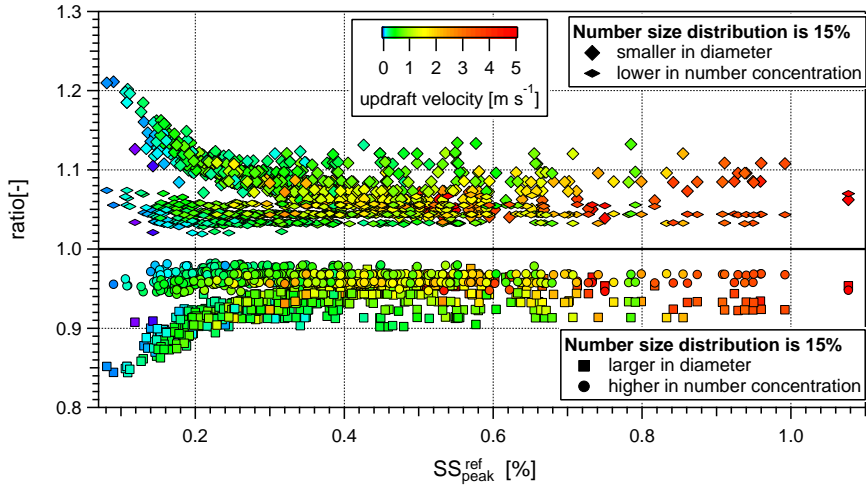 1.3
1.2
1.1
1.0
0.9
0.8
ratio[-]
0 1 2 3 4 5
updraft velocity [m s⁻¹]
Number size distribution is 15%
smaller in diameter
lower in number concentration
Number size distribution is 15%
larger in diameter
higher in number concentration
0.2 0.4 0.6 0.8 1.0
SS^ref_peak [%]